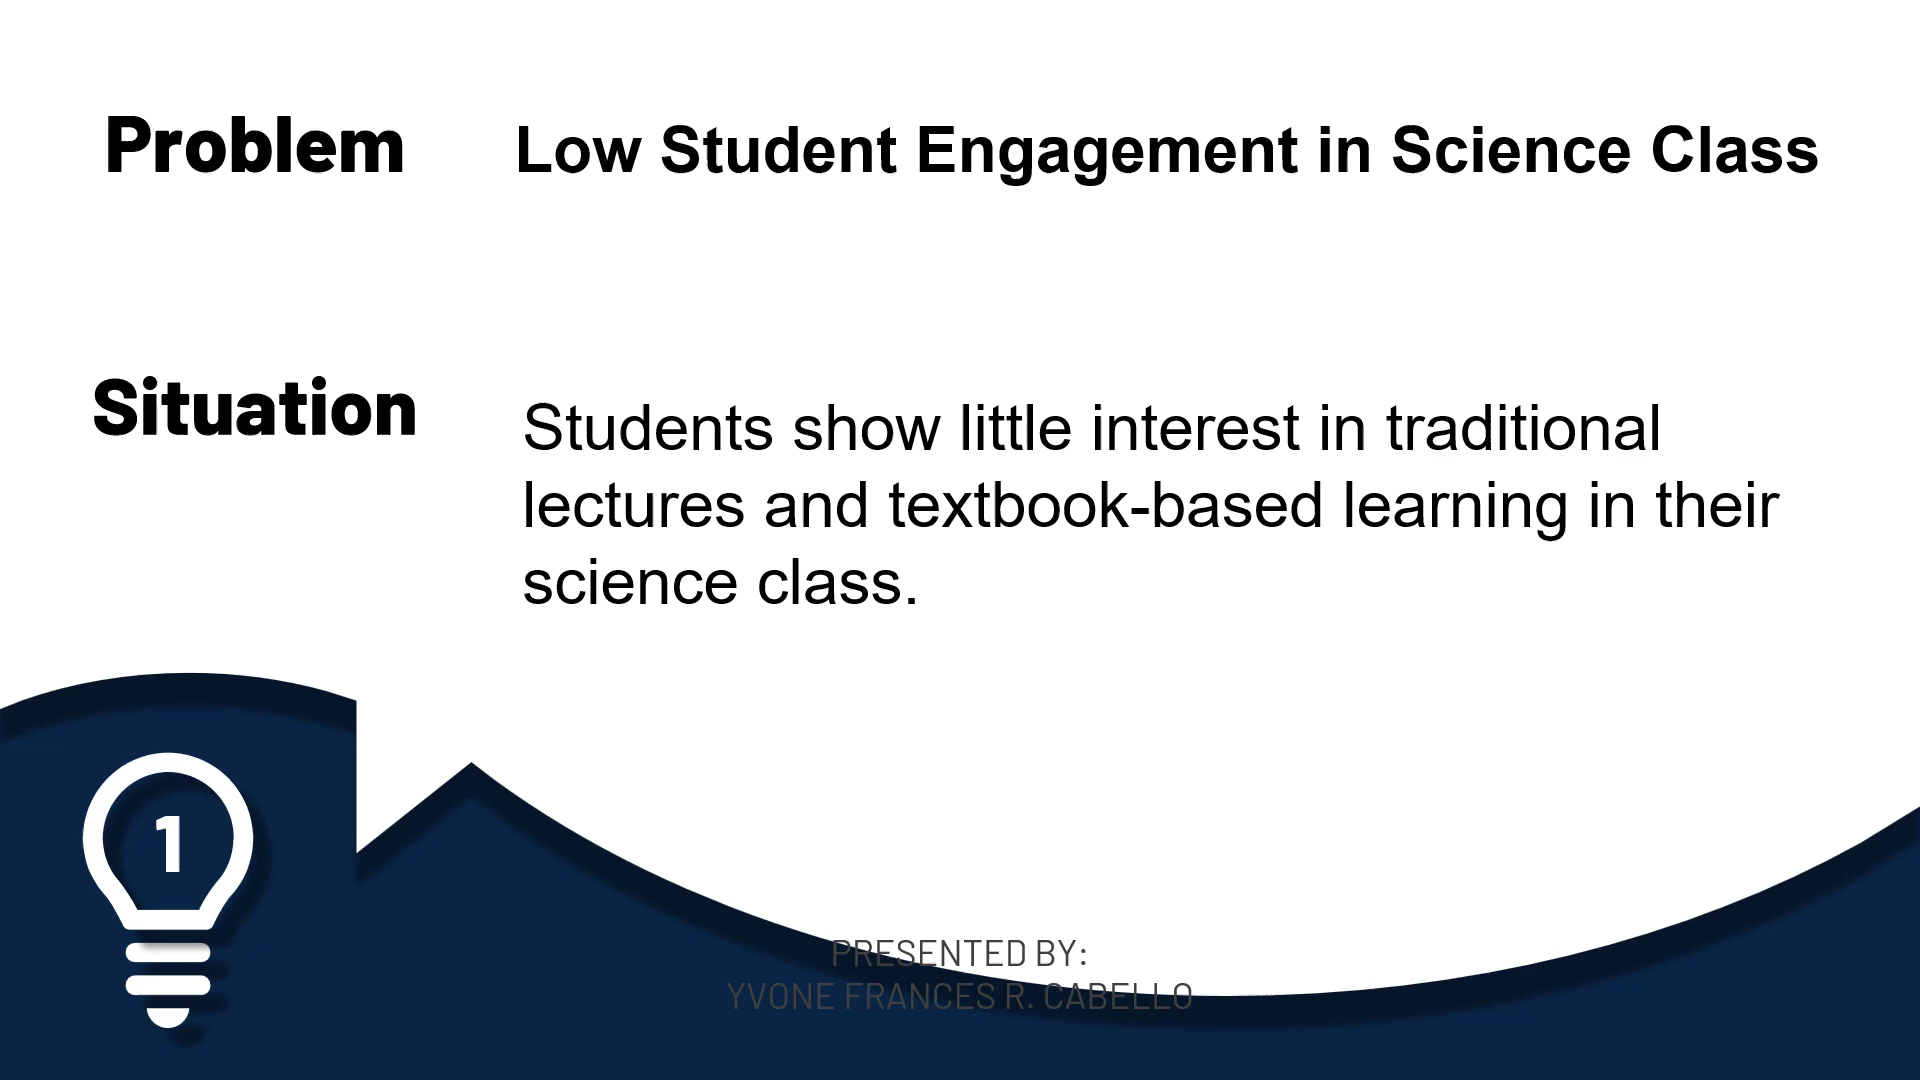 Problem
Low Student Engagement in Science Class
Situation
Students show little interest in traditional
lectures and textbook-based learning in their
science class.
1
PRESENTED BY:
YVONE FRANCES R. CABELLO